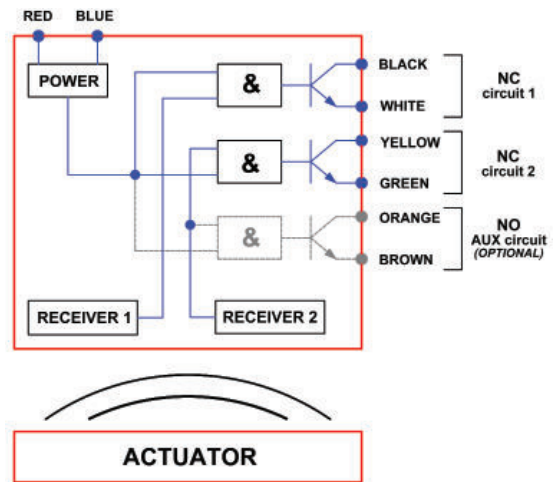 RED BLUE
POWER
&
BLACK
WHITE
NC
circuit 1
&
YELLOW
GREEN
NC
circuit 2
&
ORANGE
BROWN
NO
AUX circuit
(OPTIONAL)
RECEIVER 1
RECEIVER 2
ACTUATOR